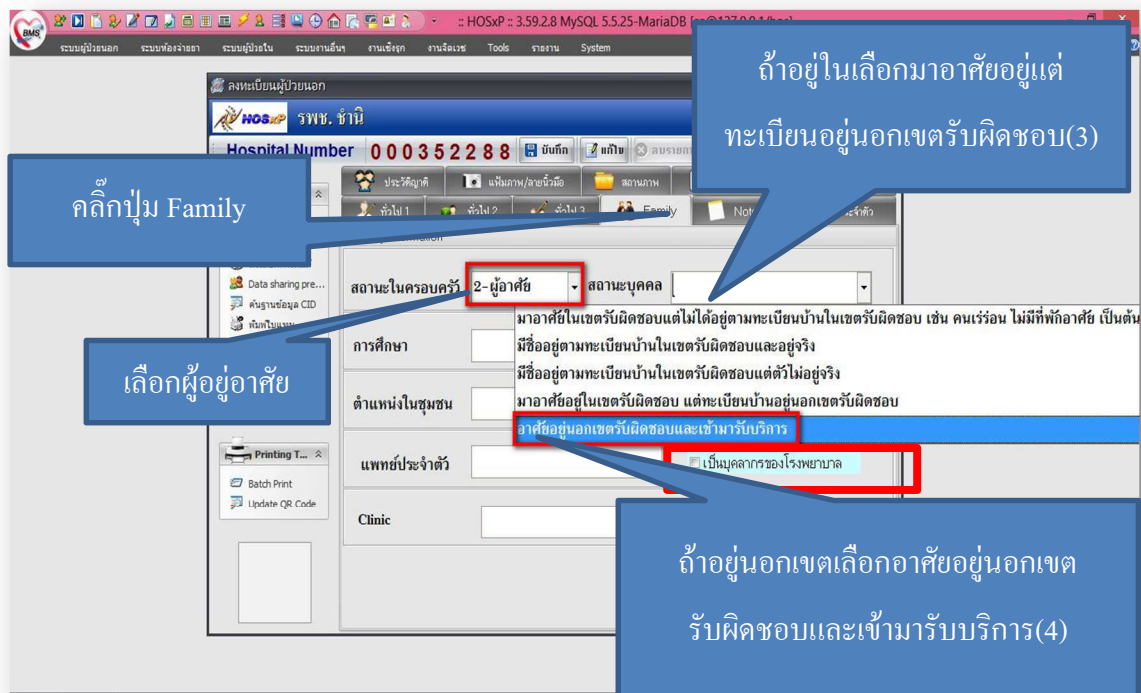 BMS
:: HOSxP :: 3.59.2.8 MySQL 5.5.25-MariaDB
ระบบผู้ป่วยนอก ระบบห้องจ่ายยา ระบบผู้ป่วยใน ระบบงานอื่นๆ งานเชิงรุก งานจิตเวช Tools รายงาน System
ถ้าอยู่ในเลือกมาอาศัยอยู่แต่
ทะเบียนอยู่นอกเขตรับผิดชอบ(3)
ลงทะเบียนผู้ป่วยนอก
HOSxP รพช. ชำนิ
Hospital Number 000352288 บันทึก แก้ไข
คลิ๊กปุ่ม Family
ประวัติญาติ แฟ้มภาพ/ลายนิ้วมือ สถานภาพ
ทั่วไป 1 ทั่วไป 2 ทั่วไป 3 Family
Data sharing pre...
ค้นฐานข้อมูล CID
พิมพ์ใบแทน
สถานะในครอบครัว 2-ผู้อาศัย สถานะบุคคล
มาอาศัยในเขตรับผิดชอบแต่ไม่ได้อยู่ตามทะเบียนบ้านในเขตรับผิดชอบ เช่น คนเร่ร่อน ไม่มีที่พักอาศัย เป็นต้น
มีชื่ออยู่ตามทะเบียนบ้านในเขตรับผิดชอบและอยู่จริง
มีชื่ออยู่ตามทะเบียนบ้านในเขตรับผิดชอบแต่ตัวไม่อยู่จริง
มาอาศัยอยู่ในเขตรับผิดชอบ แต่ทะเบียนบ้านอยู่นอกเขตรับผิดชอบ
อาศัยอยู่นอกเขตรับผิดชอบและเข้ามารับบริการ
การศึกษา
เลือกผู้อยู่อาศัย
ตำแหน่งในชุมชน
Printing T...
Batch Print
Update QR Code
แพทย์ประจำตัว
เป็นบุคลากรของโรงพยาบาล
Clinic
ถ้าอยู่นอกเขตเลือกอาศัยอยู่นอกเขต
รับผิดชอบและเข้ามารับบริการ(4)